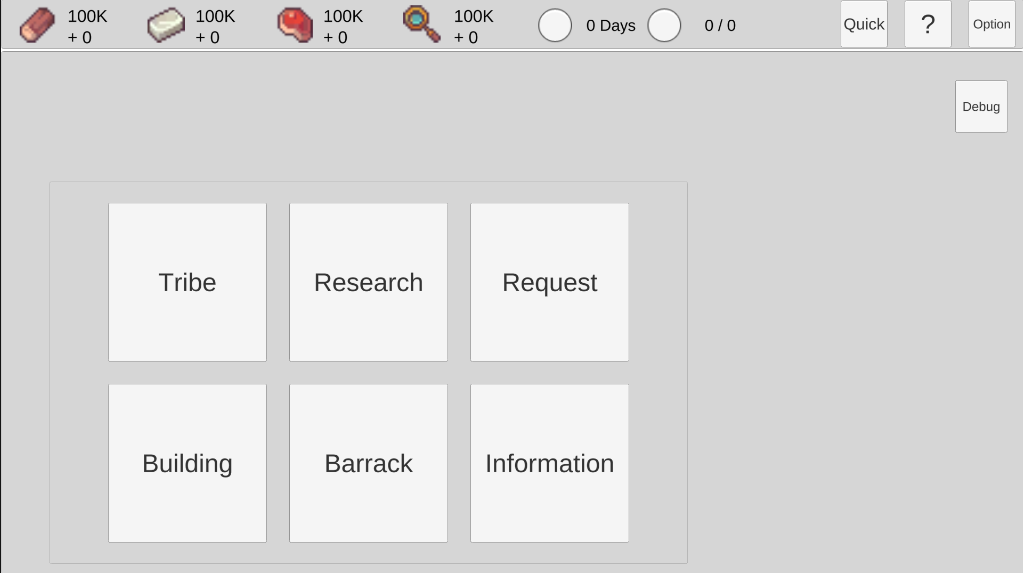 100K
+ 0
100K
+ 0
100K
+ 0
100K
+ 0
0 Days
0 / 0
Quick
?
Option
Debug
Tribe
Research
Request
Building
Barrack
Information